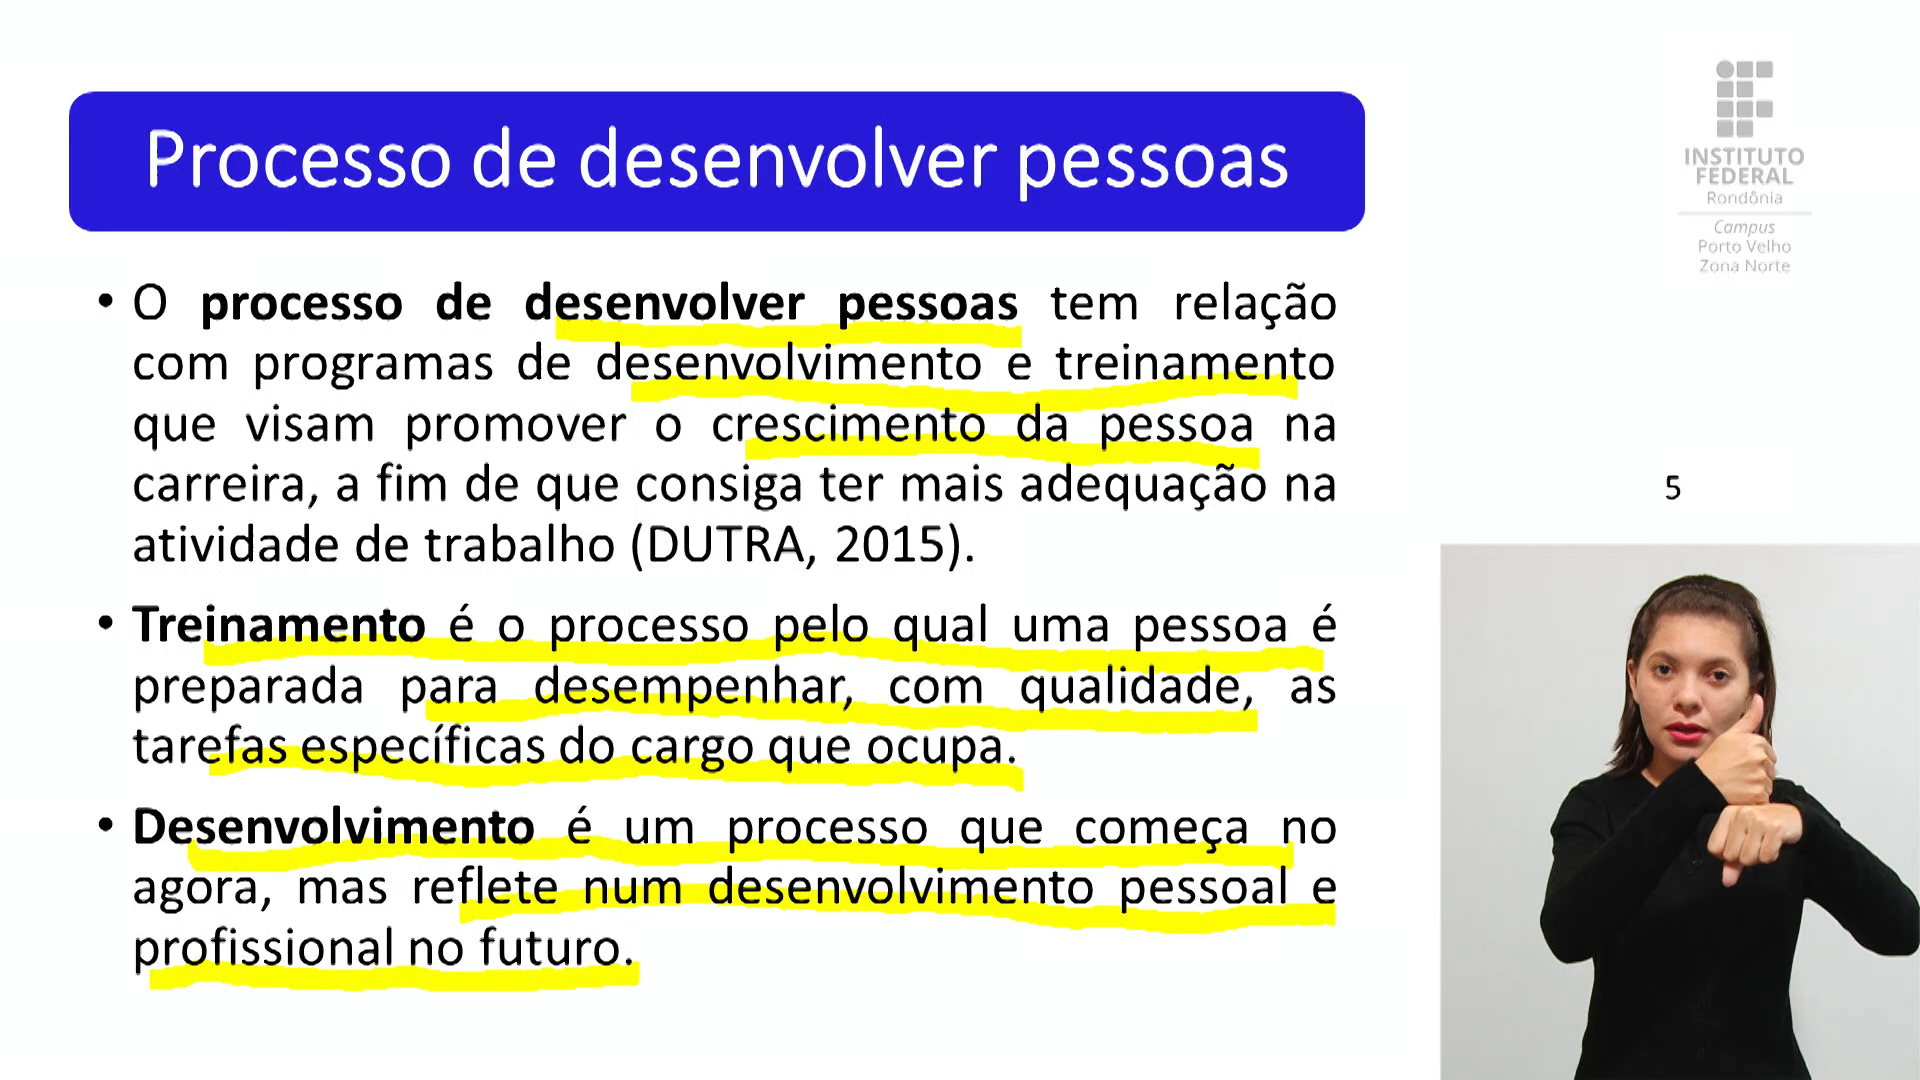 Processo de desenvolver pessoas
• O processo de desenvolver pessoas tem relação
com programas de desenvolvimento e treinamento
que visam promover o crescimento da pessoa na
carreira, a fim de que consiga ter mais adequação na
atividade de trabalho (DUTRA, 2015).
• Treinamento é o processo pelo qual uma pessoa é
preparada para desempenhar, com qualidade, as
tarefas específicas do cargo que ocupa.
• Desenvolvimento é um processo que começa no
agora, mas reflete num desenvolvimento pessoal e
profissional no futuro.
INSTITUTO
FEDERAL
Rondônia
Campus
Porto Velho
Zona Norte
5